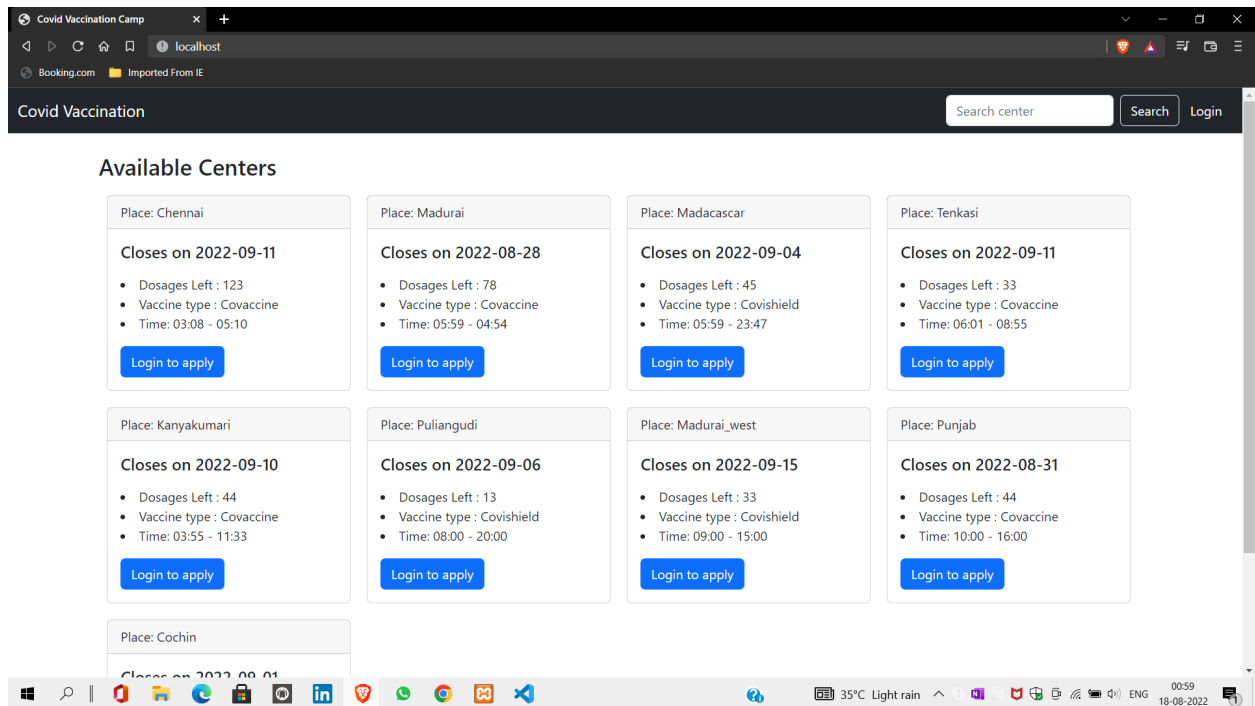 Covid Vaccination Camp
localhost
Booking.com Imported From IE
Covid Vaccination Search center Search Login
Available Centers
Place: Chennai
Closes on 2022-09-11
Dosages Left : 123
Vaccine type : Covaccine
Time: 03:08 - 05:10
Login to apply
Place: Madurai
Closes on 2022-08-28
Dosages Left : 78
Vaccine type : Covaccine
Time: 05:59 - 04:54
Login to apply
Place: Madacascar
Closes on 2022-09-04
Dosages Left : 45
Vaccine type : Covishield
Time: 05:59 - 23:47
Login to apply
Place: Tenkasi
Closes on 2022-09-11
Dosages Left : 33
Vaccine type : Covaccine
Time: 06:01 - 08:55
Login to apply
Place: Kanyakumari
Closes on 2022-09-10
Dosages Left : 44
Vaccine type : Covaccine
Time: 03:55 - 11:33
Login to apply
Place: Puliangudi
Closes on 2022-09-06
Dosages Left : 13
Vaccine type : Covishield
Time: 08:00 - 20:00
Login to apply
Place: Madurai_west
Closes on 2022-09-15
Dosages Left : 33
Vaccine type : Covishield
Time: 09:00 - 15:00
Login to apply
Place: Punjab
Closes on 2022-08-31
Dosages Left : 44
Vaccine type : Covaccine
Time: 10:00 - 16:00
Login to apply
Place: Cochin
Closes on 2022-09-01
35°C Light rain ENG 00:59
18-08-2022